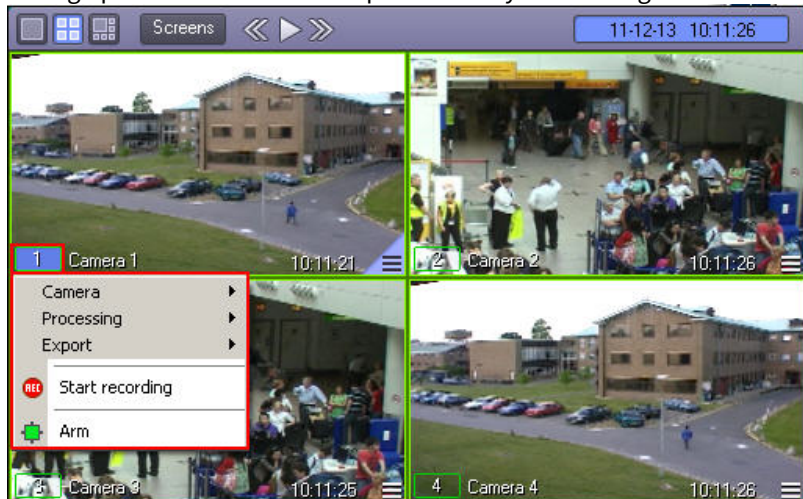 Screens 11-12-13 10:11:26
1 Camera 1 10:11:21
2 Camera 2 10:11:26
Camera
Processing
Export
REC Start recording
Arm
3 Camera 3 10:11:25
4 Camera 4 10:11:26